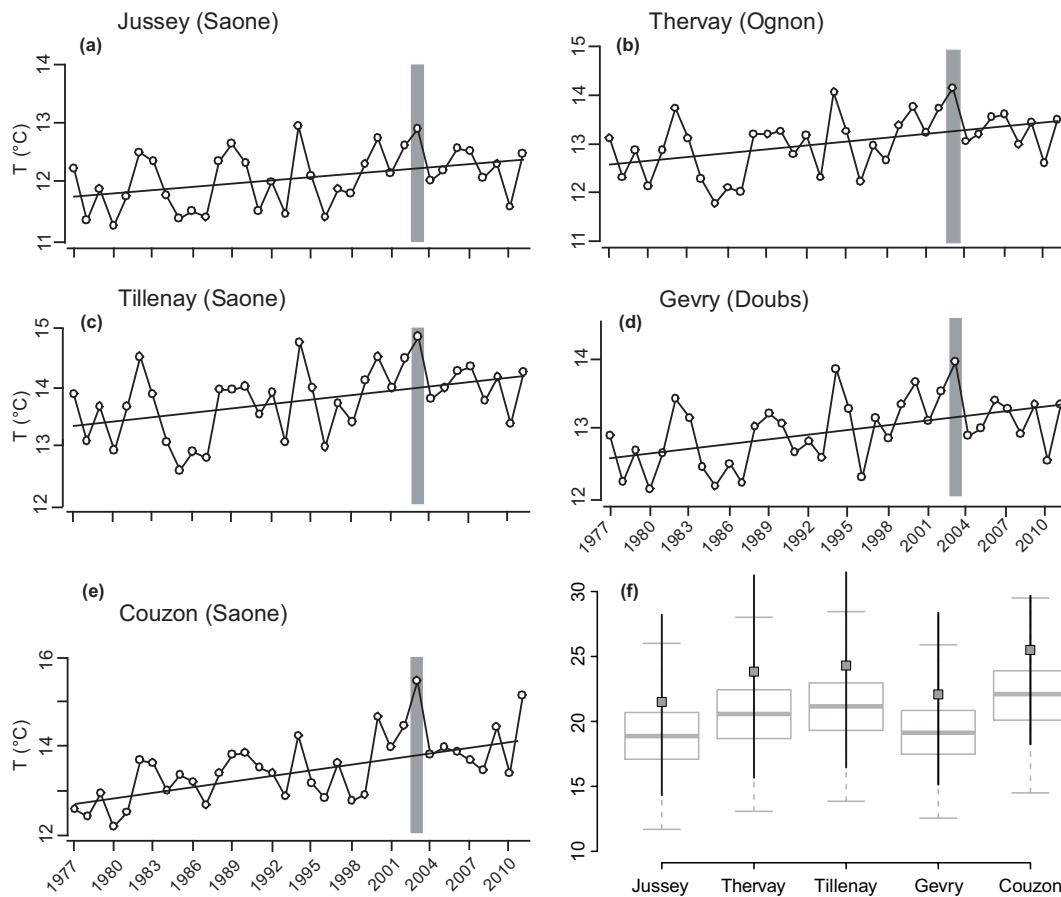 Jussey (Saone)
(a)
T (°C)
14
13
12
11
Thervay (Ognon)
(b)
15
14
13
12
11
Tillenay (Saone)
(c)
T (°C)
15
14
13
12
Gevry (Doubs)
(d)
14
13
12
1977 1980 1983 1986 1989 1992 1995 1998 2001 2004 2007 2010
(e)
Couzon (Saone)
T (°C)
16
14
12
1977 1980 1983 1986 1989 1992 1995 1998 2001 2004 2007 2010
(f)
30
25
20
15
10
Jussey Thervay Tillenay Gevry Couzon